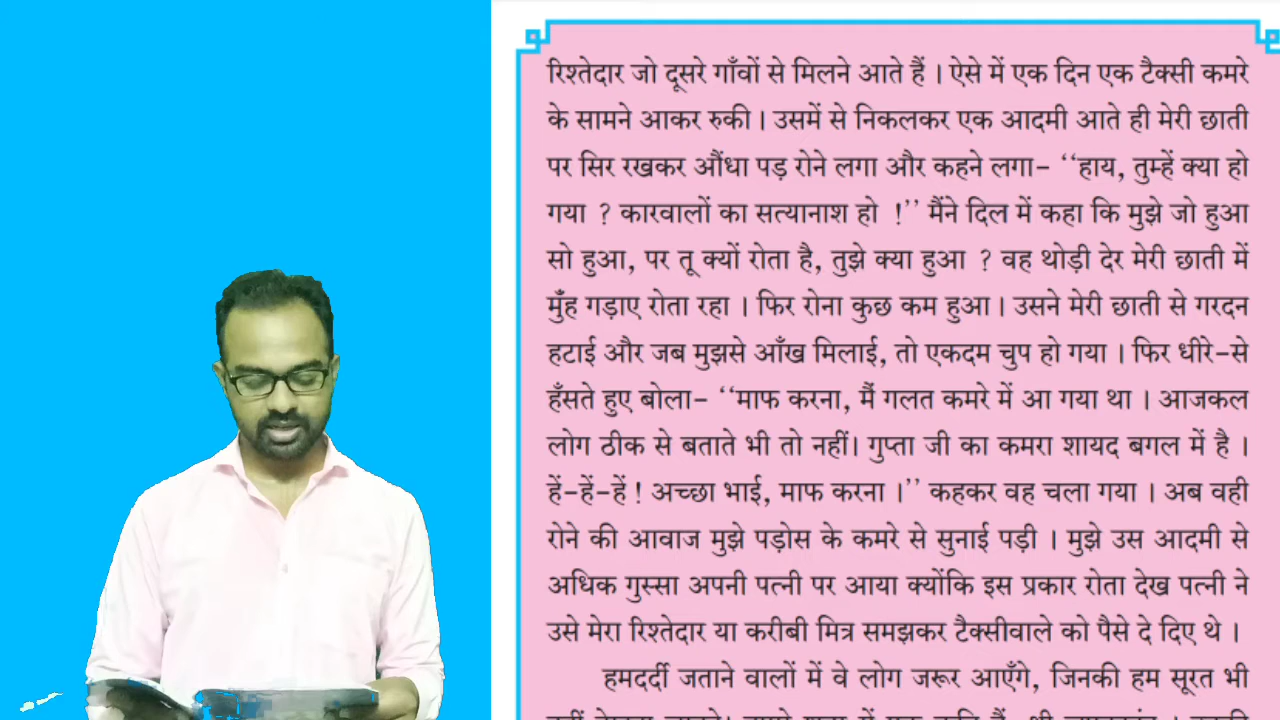 रिश्तेदार जो दूसरे गाँवों से मिलने आते हैं । ऐसे में एक दिन एक टैक्सी कमरे
के सामने आकर रुकी । उसमें से निकलकर एक आदमी आते ही मेरी छाती
पर सिर रखकर औंधा पड़ रोने लगा और कहने लगा- ‘‘हाय, तुम्हें क्या हो
गया ? कारवालों का सत्यानाश हो !’’ मैंने दिल में कहा कि मुझे जो हुआ
सो हुआ, पर तू क्यों रोता है, तुझे क्या हुआ ? वह थोड़ी देर मेरी छाती में
मुँह गड़ाए रोता रहा । फिर रोना कुछ कम हुआ । उसने मेरी छाती से गरदन
हटाई और जब मुझसे आँख मिलाई, तो एकदम चुप हो गया । फिर धीरे-से
हँसते हुए बोला- ‘‘माफ करना, मैं गलत कमरे में आ गया था । आजकल
लोग ठीक से बताते भी तो नहीं। गुप्ता जी का कमरा शायद बगल में है ।
हें-हें-हें ! अच्छा भाई, माफ करना ।’’ कहकर वह चला गया । अब वही
रोने की आवाज मुझे पड़ोस के कमरे से सुनाई पड़ी । मुझे उस आदमी से
अधिक गुस्सा अपनी पत्नी पर आया क्योंकि इस प्रकार रोता देख पत्नी ने
उसे मेरा रिश्तेदार या करीबी मित्र समझकर टैक्सीवाले को पैसे दे दिए थे ।
हमदर्दी जताने वालों में वे लोग जरूर आएँगे, जिनकी हम सूरत भी